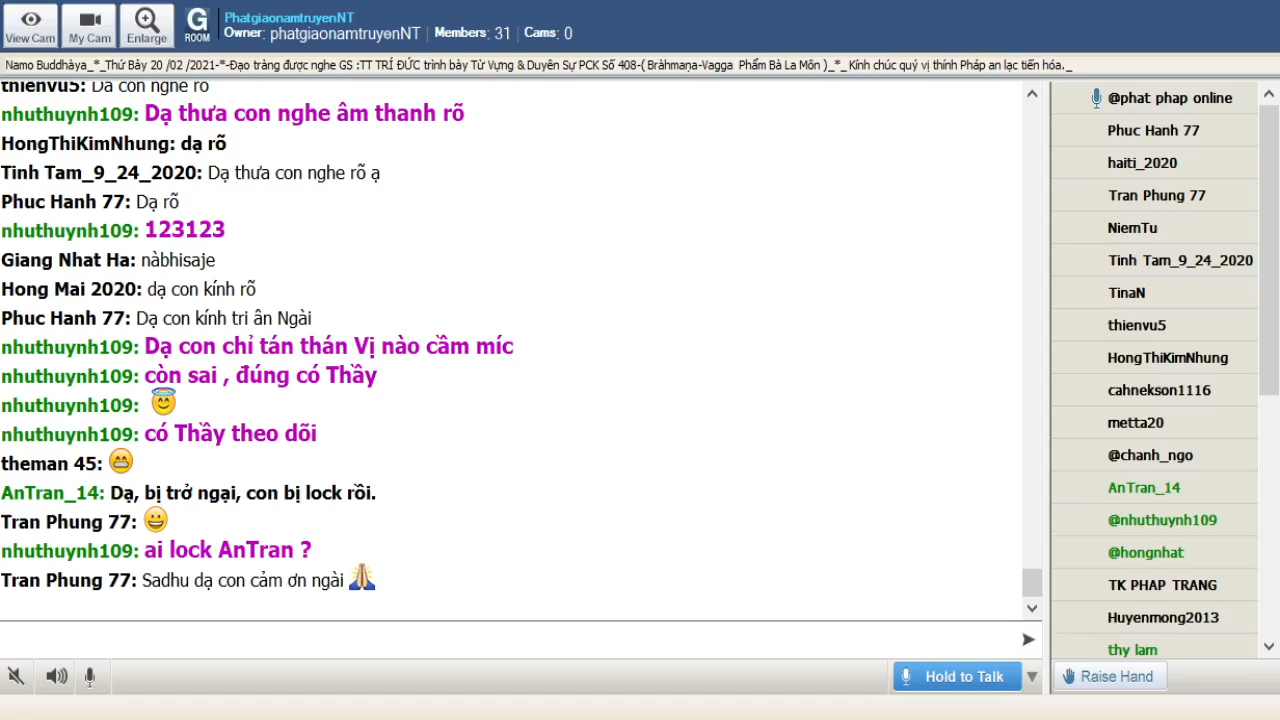 View Cam
My Cam
Enlarge
G
ROOM
PhatgiaonamtruyenNT
Owner: phatgiaonamtruyenNT | Members: 31 | Cams: 0
Namo Buddhàya_*_Thứ Bảy 20 /02 /2021-*-Đạo tràng được nghe GS :TT TRÍ ĐỨC trình bày Từ Vựng & Duyên Sự PCK Số 408-( Bràhmaṇa-Vagga Phẩm Bà La Môn )_*_ Kính chúc quý vị thính Pháp an lạc tiến hóa._
thienvu5: Dạ con nghe rõ
nhuthuynh109: Dạ thưa con nghe âm thanh rõ
HongThiKimNhung: dạ rõ
Tinh Tam_9_24_2020: Dạ thưa con nghe rõ ạ
Phuc Hanh 77: Dạ rõ
nhuthuynh109: 123123
Giang Nhat Ha: nàbhisaje
Hong Mai 2020: dạ con kính rõ
Phuc Hanh 77: Dạ con kính tri ân Ngài
nhuthuynh109: Dạ con chỉ tán thán Vị nào cầm míc
nhuthuynh109: còn sai , đúng có Thầy
nhuthuynh109:
nhuthuynh109: có Thầy theo dõi
theman 45:
AnTran_14: Dạ, bị trở ngại, con bị lock rồi.
Tran Phung 77:
nhuthuynh109: ai lock AnTran ?
Tran Phung 77: Sadhu dạ con cảm ơn ngài
Hold to Talk
@phat phap online
Phuc Hanh 77
haiti_2020
Tran Phung 77
NiemTu
Tinh Tam_9_24_2020
TinaN
thienvu5
HongThiKimNhung
cahnekson1116
metta20
@chanh_ngo
AnTran_14
@nhuthuynh109
@hongnhat
TK PHAP TRANG
Huyenmong2013
thy lam
Raise Hand